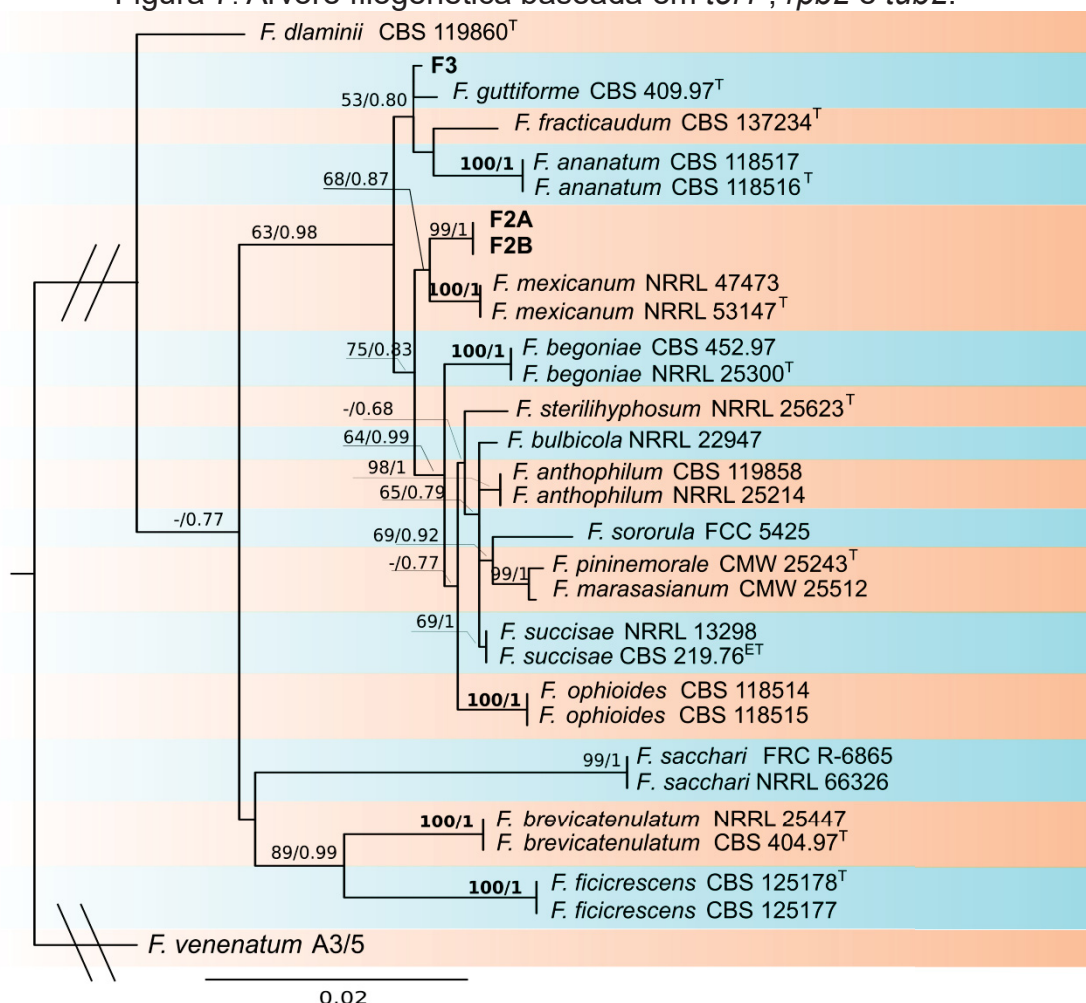 Figura 7. Árvore filogenética baseada em tef1, rpb2 e tub2.
F. dlaminii CBS 119860T
F3
53/0.80
F. guttiforme CBS 409.97T
F. fracticaudum CBS 137234T
100/1
F. ananatum CBS 118517
F. ananatum CBS 118516T
68/0.87
F2A
99/1
63/0.98
F2B
F. mexicanum NRRL 47473
100/1
F. mexicanum NRRL 53147T
75/0.83
100/1
F. begoniae CBS 452.97
F. begoniae NRRL 25300T
-/0.68
F. sterilihyphosum NRRL 25623T
64/0.99
F. bulbicola NRRL 22947
98/1
F. anthophilum CBS 119858
65/0.79
F. anthophilum NRRL 25214
-/0.77
69/0.92
F. sororula FCC 5425
-/0.77
F. pininemorale CMW 25243T
99/1
F. marasasianum CMW 25512
69/1
F. succisae NRRL 13298
F. succisae CBS 219.76ET
100/1
F. ophioides CBS 118514
F. ophioides CBS 118515
99/1
F. sacchari FRC R-6865
F. sacchari NRRL 66326
100/1
F. brevicatenulatum NRRL 25447
F. brevicatenulatum CBS 404.97T
89/0.99
100/1
F. ficicrescens CBS 125178T
F. ficicrescens CBS 125177
F. venenatum A3/5
0.02